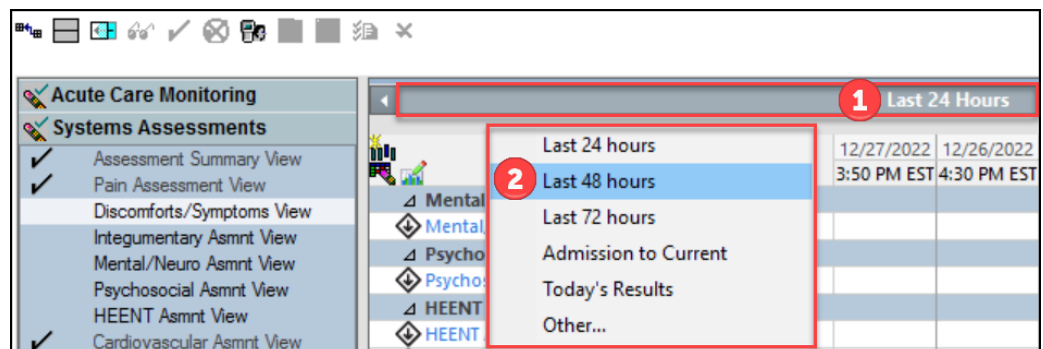 Acute Care Monitoring
Systems Assessments
Assessment Summary View
Pain Assessment View
Discomforts/Symptoms View
Integumentary Asmnt View
Mental/Neuro Asmnt View
Psychosocial Asmnt View
HEENT Asmnt View
Cardiovascular Asmnt View
1 Last 24 Hours
2
Last 24 hours
Last 48 hours
Last 72 hours
Admission to Current
Today's Results
Other...
12/27/2022 12/26/2022
3:50 PM EST 4:30 PM EST
Mental
Mental
Psycho
Psychos
HEENT
HEENT